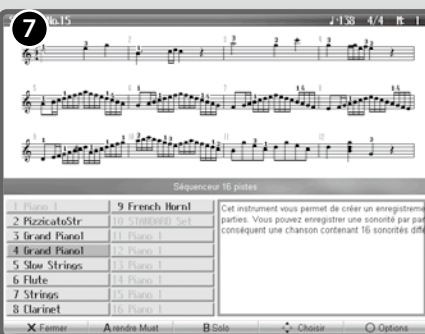 7
No.15 ♩:138 4/4 M: 1
Séquenceur 16 pistes
1 Piano 1
2 PizzicatoStr
3 Grand Piano1
4 Grand Piano1
5 Slow Strings
6 Flute
7 Strings
8 Clarinet
9 French Horn1
10 STANDARD Set
11 Piano 1
12 Piano 1
13 Piano 1
14 Piano 1
15 Piano 1
16 Piano 1
Cet instrument vous permet de créer un enregistreme
parties. Vous pouvez enregistrer une sonorité par par
conséquent une chanson contenant 16 sonorités diffé
X Fermer A rendre Muet B Solo Choisir O Options